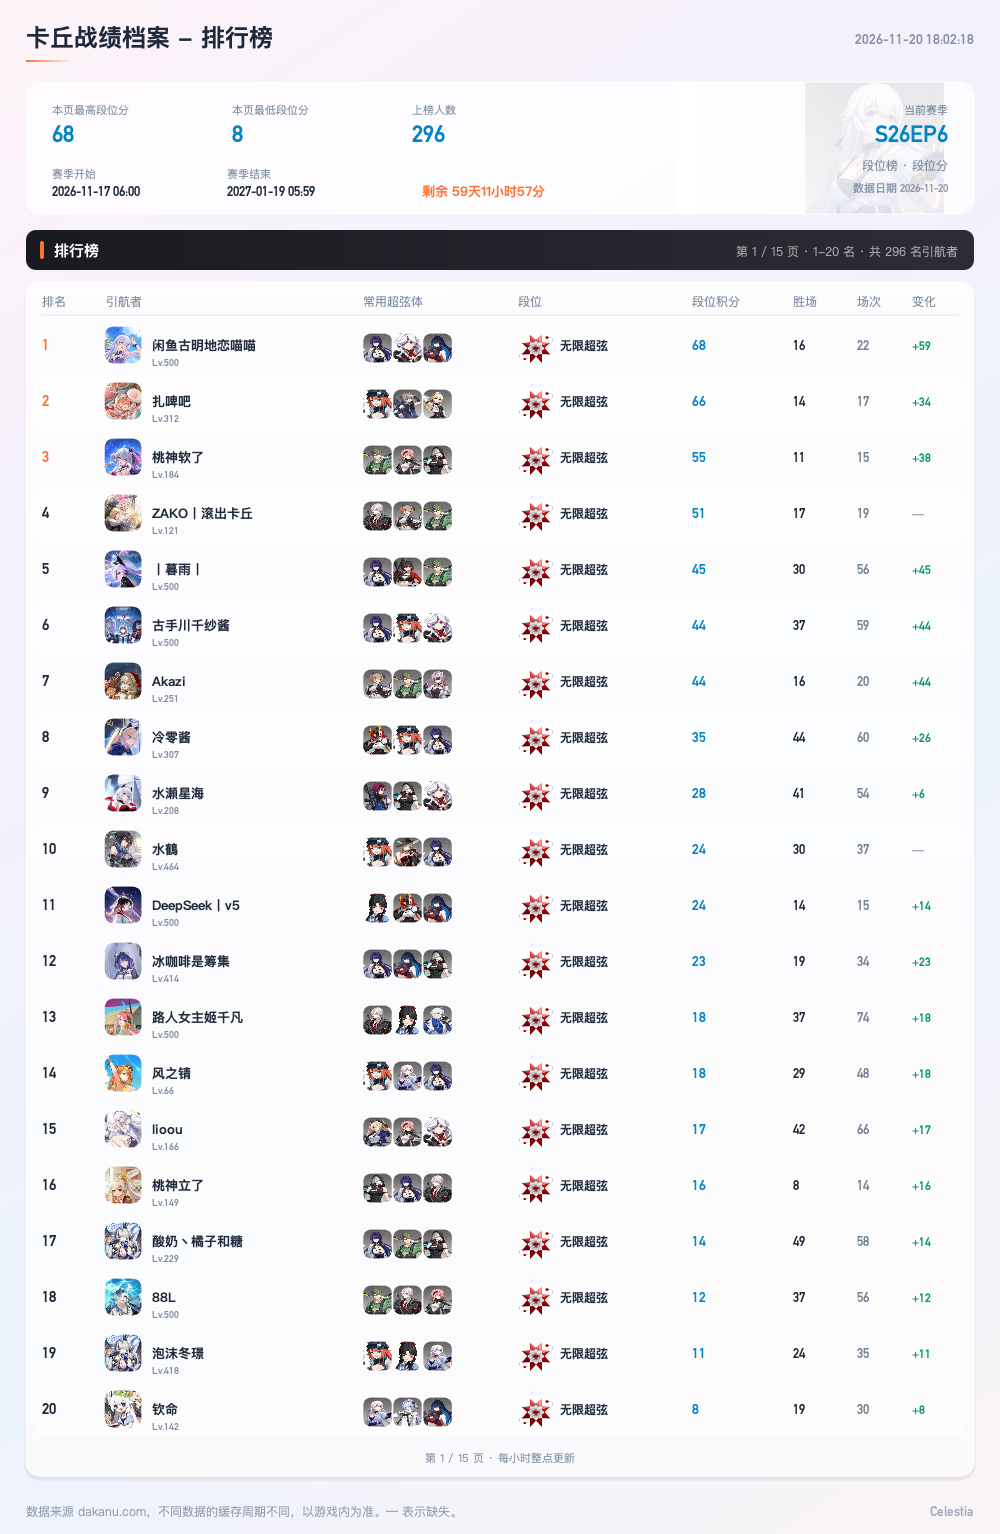 卡丘战绩档案 – 排行榜
2026-11-20 18:02:18
本页最高段位分 本页最低段位分 上榜人数 当前赛季
68 8 296 S26EP6
段位榜 · 段位分
赛季开始 赛季结束
2026-11-17 06:00 2027-01-19 05:59 剩余 59天11小时57分 数据日期 2026-11-20
排行榜 第 1 / 15 页 · 1–20 名 · 共 296 名引航者
排名 引航者 常用超弦体 段位 段位积分 胜场 场次 变化
1 闲鱼古明地恋喵喵 无限超弦 68 16 22 +59
Lv.500
2 扎啤吧 无限超弦 66 14 17 +34
Lv.312
3 桃神软了 无限超弦 55 11 15 +38
Lv.184
4 ZAKO丨滚出卡丘 无限超弦 51 17 19 —
Lv.121
5 丨暮雨丨 无限超弦 45 30 56 +45
Lv.500
6 古手川千纱酱 无限超弦 44 37 59 +44
Lv.500
7 Akazi 无限超弦 44 16 20 +44
Lv.251
8 冷零酱 无限超弦 35 44 60 +26
Lv.307
9 水瀬星海 无限超弦 28 41 54 +6
Lv.208
10 水鶴 无限超弦 24 30 37 —
Lv.464
11 DeepSeek丨v5 无限超弦 24 14 15 +14
Lv.500
12 冰咖啡是筹集 无限超弦 23 19 34 +23
Lv.414
13 路人女主姬千凡 无限超弦 18 37 74 +18
Lv.500
14 风之锖 无限超弦 18 29 48 +18
Lv.66
15 lioou 无限超弦 17 42 66 +17
Lv.166
16 桃神立了 无限超弦 16 8 14 +16
Lv.149
17 酸奶丶橘子和糖 无限超弦 14 49 58 +14
Lv.229
18 88L 无限超弦 12 37 56 +12
Lv.500
19 泡沫冬璟 无限超弦 11 24 35 +11
Lv.418
20 钦命 无限超弦 8 19 30 +8
Lv.142
第 1 / 15 页 · 每小时整点更新
数据来源 dakanu.com，不同数据的缓存周期不同，以游戏内为准。— 表示缺失。 Celestia